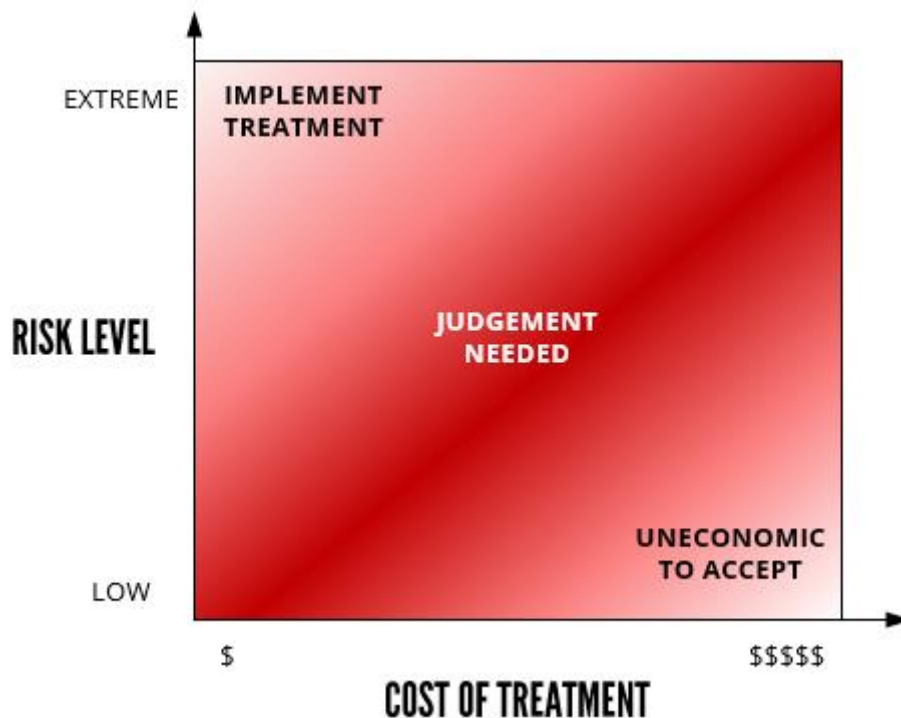 EXTREME
IMPLEMENT
TREATMENT
RISK LEVEL
JUDGEMENT
NEEDED
UNECONOMIC
TO ACCEPT
LOW
$
$$$$$
COST OF TREATMENT